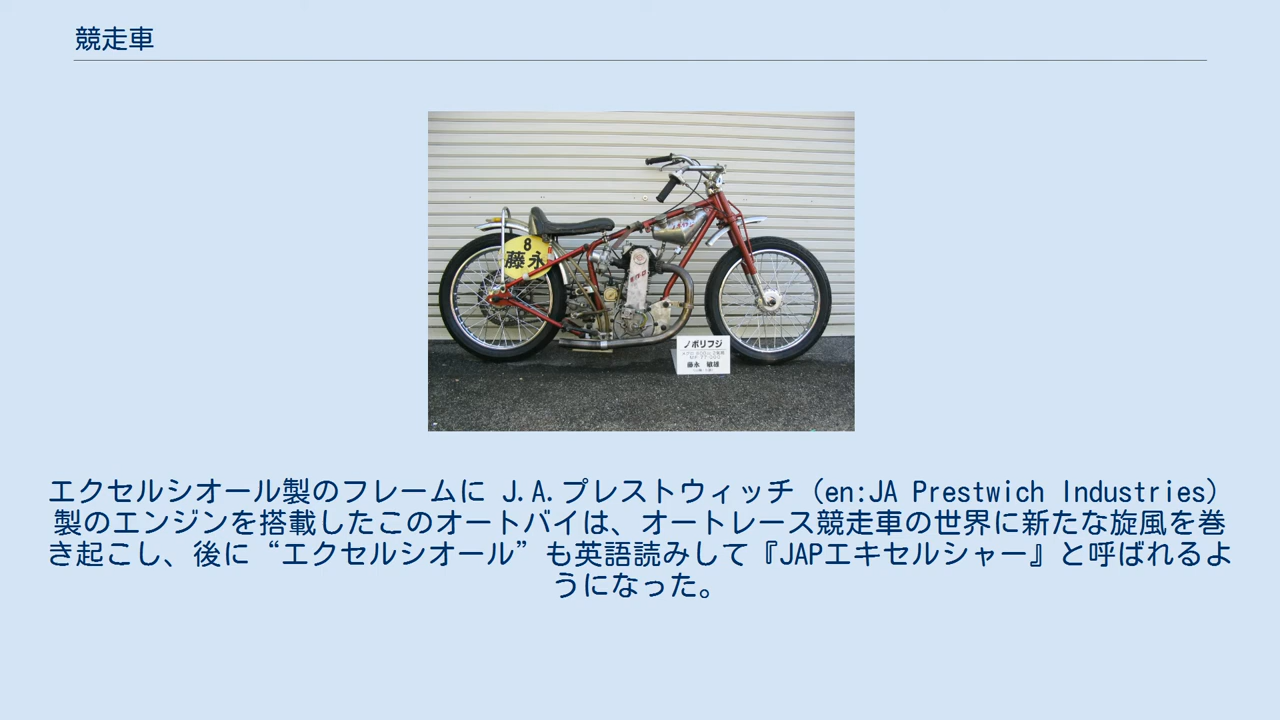 競走車
8
藤永
ノボリフジ
藤永 敏雄
エクセルシオール製のフレームに J.A.プレストウィッチ（en:JA Prestwich Industries）
製のエンジンを搭載したこのオートバイは、オートレース競走車の世界に新たな旋風を巻
き起こし、後に“エクセルシオール”も英語読みして『JAPエキセルシャー』と呼ばれるよ
うになった。